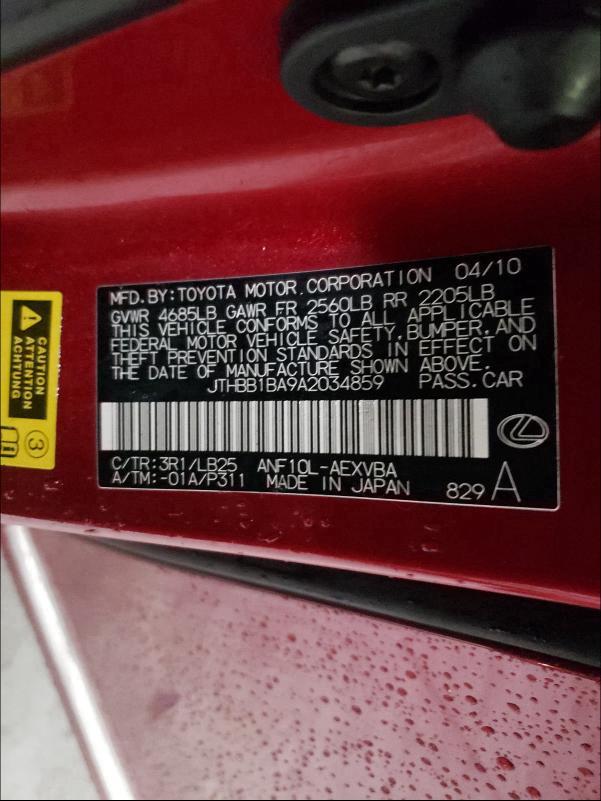 MFD.BY:TOYOTA MOTOR CORPORATION 04/10
GVWR 4685LB GAWR FR 2560LB RR 2205LB
THIS VEHICLE CONFORMS TO ALL APPLICABLE
FEDERAL MOTOR VEHICLE SAFETY, BUMPER, AND
THEFT PREVENTION STANDARDS IN EFFECT ON
THE DATE OF MANUFACTURE SHOWN ABOVE.
JTHBB1BA9A2034859 PASS.CAR
C/TR:3R1/LB25 ANF10L-AEXVBA
A/TM:-01A/P311 MADE IN JAPAN 829 A
CAUTION
ATTENTION
ACHTUNG
3